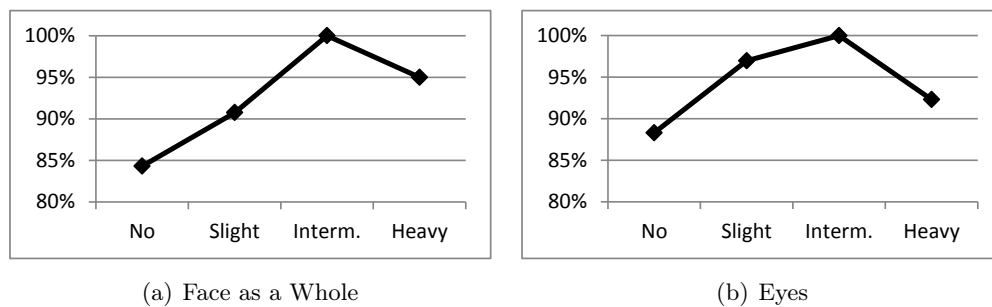 100%
95%
90%
85%
80%
No Slight Interm. Heavy
(a) Face as a Whole
100%
95%
90%
85%
80%
No Slight Interm. Heavy
(b) Eyes